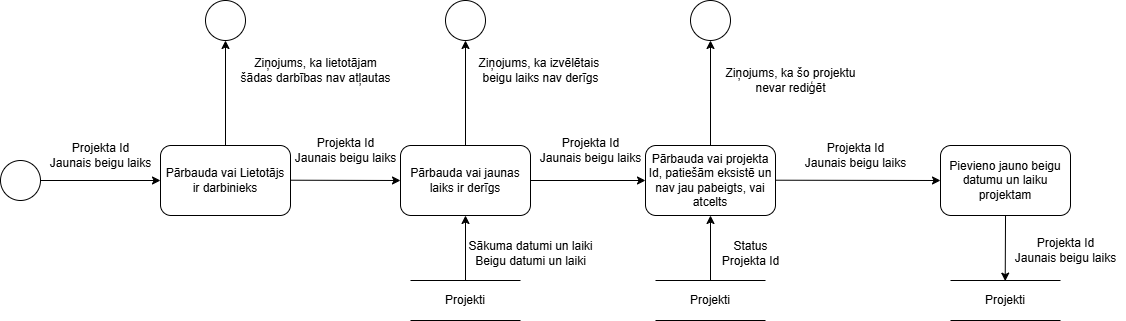 Ziņojums, ka lietotājam
šādas darbības nav atļautas
Ziņojums, ka izvēlētais
beigu laiks nav derīgs
Ziņojums, ka šo projektu
nevar rediģēt
Projekta Id
Jaunais beigu laiks
Pārbauda vai Lietotājs
ir darbinieks
Projekta Id
Jaunais beigu laiks
Pārbauda vai jaunas
laiks ir derīgs
Projekta Id
Jaunais beigu laiks
Pārbauda vai projekta
Id, patiešām eksistē un
nav jau pabeigts, vai
atcelts
Projekta Id
Jaunais beigu laiks
Pievieno jauno beigu
datumu un laiku
projektam
Sākuma datumi un laiki
Beigu datumi un laiki
Status
Projekta Id
Projekta Id
Jaunais beigu laiks
Projekti
Projekti
Projekti